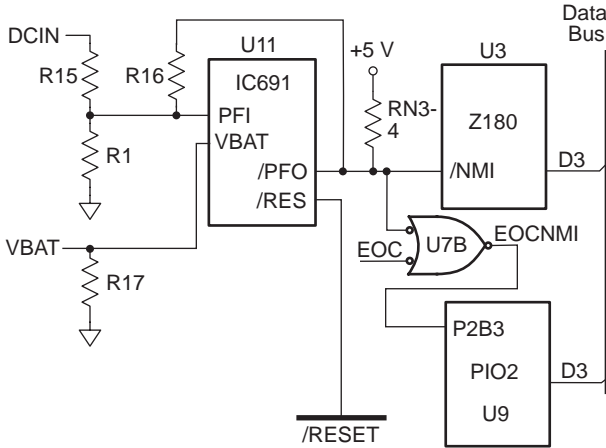 Data
Bus
DCIN
U11
+5 V
U3
R15
R16
IC691
RN3-
4
Z180
PFI
VBAT
R1
/PFO
/NMI
D3
/RES
VBAT
EOC
U7B
EOCNMI
R17
P2B3
PIO2
D3
U9
/RESET